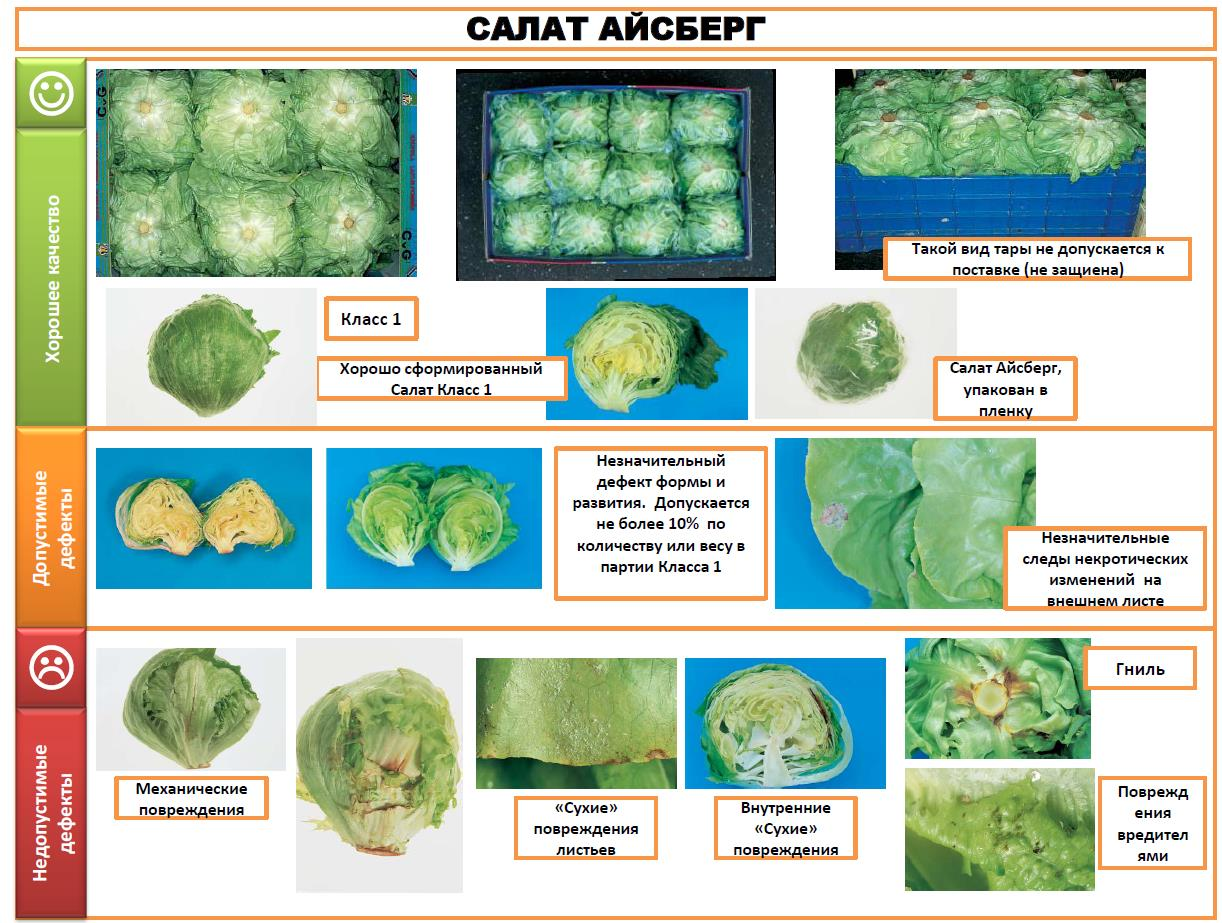 САЛАТ АЙСБЕРГ
Хорошее качество
Такой вид тары не допускается к
поставке (не защиена)
Класс 1
Хорошо сформированный
Салат Класс 1
Салат Айсберг,
упакован в
пленку
Допустимые
дефекты
Незначительный
дефект формы и
развития. Допускается
не более 10% по
количеству или весу в
партии Класса 1
Незначительные
следы некротических
изменений на
внешнем листе
Недопустимые
дефекты
Механические
повреждения
«Сухие»
повреждения
листьев
Внутренние
«Сухие»
повреждения
Гниль
Поврежд
ения
вредител
ями